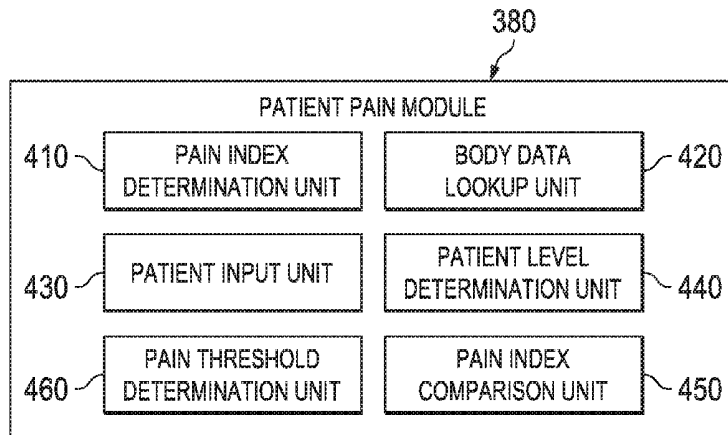 380
PATIENT PAIN MODULE
410
PAIN INDEX
DETERMINATION UNIT
BODY DATA
LOOKUP UNIT
420
430
PATIENT INPUT UNIT
PATIENT LEVEL
DETERMINATION UNIT
440
460
PAIN THRESHOLD
DETERMINATION UNIT
PAIN INDEX
COMPARISON UNIT
450